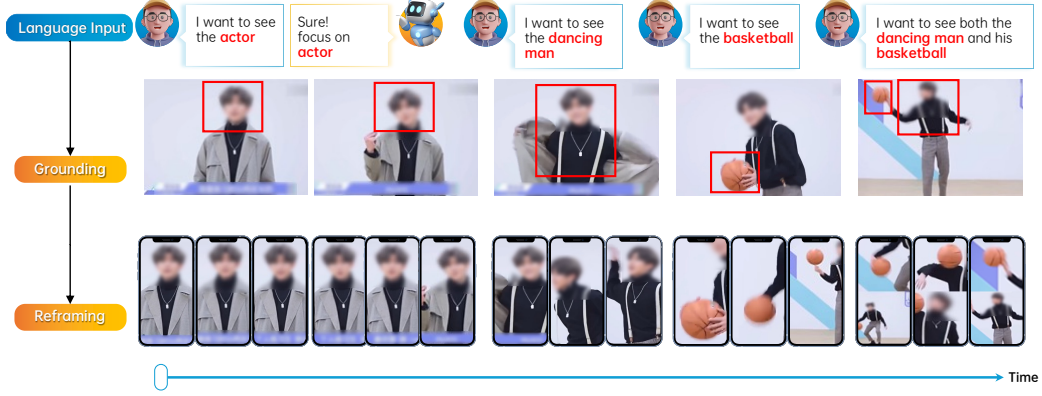 Language Input
I want to see
the actor
Sure!
focus on
actor
I want to see
the dancing
man
I want to see
the basketball
I want to see both the
dancing man and his
basketball
Grounding
Reframing
Time